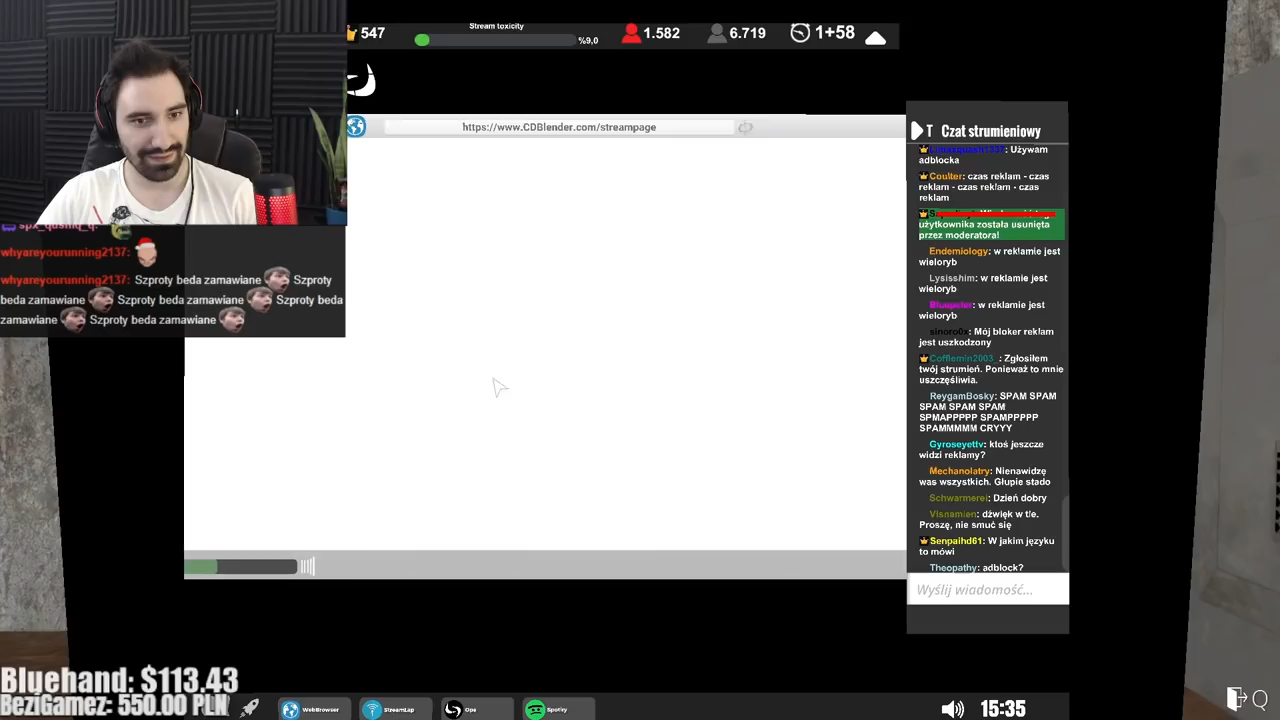 547
Stream toxicity
%9,0
1.582
6.719
1+58
https://www.CDBlender.com/streampage
T Czat strumieniowy
Używam
adblocka
Coulter: czas reklam - czas
reklam - czas reklam - czas
reklam
użytkownika została usunięta
przez moderatora!
Endemiology: w reklamie jest
wieloryb
Lysisshim: w reklamie jest
wieloryb
Bluepeter: w reklamie jest
wieloryb
sinoro0x: Mój bloker reklam
jest uszkodzony
Cofflemin2003_: Zgłosiłem
twój strumień. Ponieważ to mnie
uszczęśliwia.
ReygamBosky: SPAM SPAM
SPAM SPAM SPAM
SPMAPPPPP SPAMPPPPP
SPAMMMMM CRYYY
Gyroseyettv: ktoś jeszcze
widzi reklamy?
Mechanolatry: Nienawidzę
was wszystkich. Głupie stado
Schwarmerei: Dzień dobry
Visnamien: dźwięk w tle.
Proszę, nie smuć się
Senpaihd61: W jakim języku
to mówi
Theopathy: adblock?
Wyślij wiadomość...
whyareyourunning2137:
whyareyourunning2137: Szproty beda zamawiane Szproty
beda zamawiane Szproty beda zamawiane Szproty beda
zamawiane Szproty beda zamawiane
Bluehand: $113.43
BeziGamez: 550.00 PLN
WebBrowser
StreamLap
Ops
Spotiy
15:35
Q